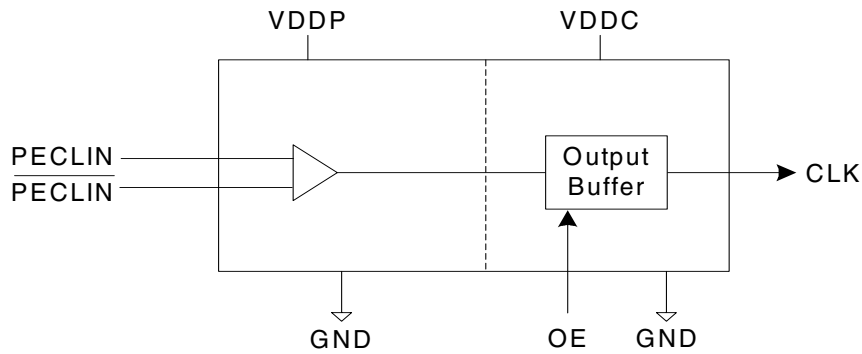 VDDP
VDDC
PECLIN
PECLIN
Output
Buffer
CLK
GND
OE
GND